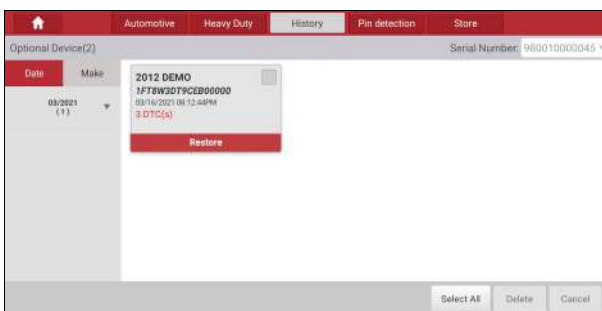 Automotive Heavy Duty History Pin detection Store
Optional Device(2) Serial Number: 980010000045
Date Make
03/2021
(1)
2012 DEMO
1FT8W3DT9CEB00000
03/16/2021 08:12:44PM
3 DTC(s)
Restore
Select All Delete Cancel